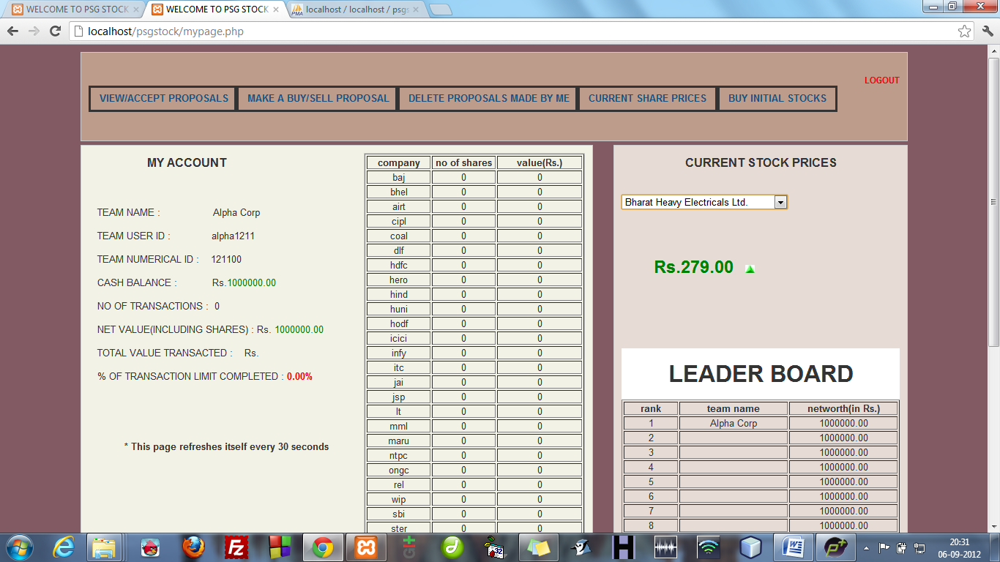 WELCOME TO PSG STOCK
WELCOME TO PSG STOCK
localhost / localhost / psgs
localhost/psgstock/mypage.php
LOGOUT
VIEW/ACCEPT PROPOSALS
MAKE A BUY/SELL PROPOSAL
DELETE PROPOSALS MADE BY ME
CURRENT SHARE PRICES
BUY INITIAL STOCKS
MY ACCOUNT
TEAM NAME : Alpha Corp
TEAM USER ID : alpha1211
TEAM NUMERICAL ID : 121100
CASH BALANCE : Rs.1000000.00
NO OF TRANSACTIONS : 0
NET VALUE(INCLUDING SHARES) : Rs. 1000000.00
TOTAL VALUE TRANSACTED : Rs.
% OF TRANSACTION LIMIT COMPLETED : 0.00%
* This page refreshes itself every 30 seconds
company no of shares value(Rs.)
baj 0 0
bhel 0 0
airt 0 0
cipl 0 0
coal 0 0
dlf 0 0
hdfc 0 0
hero 0 0
hind 0 0
huni 0 0
hodf 0 0
icici 0 0
infy 0 0
itc 0 0
jai 0 0
jsp 0 0
lt 0 0
mml 0 0
maru 0 0
ntpc 0 0
ongc 0 0
rel 0 0
wip 0 0
sbi 0 0
ster 0 0
CURRENT STOCK PRICES
Bharat Heavy Electricals Ltd.
Rs.279.00
LEADER BOARD
rank team name networth(in Rs.)
1 Alpha Corp 1000000.00
2 1000000.00
3 1000000.00
4 1000000.00
5 1000000.00
6 1000000.00
7 1000000.00
8 1000000.00
20:31
06-09-2012